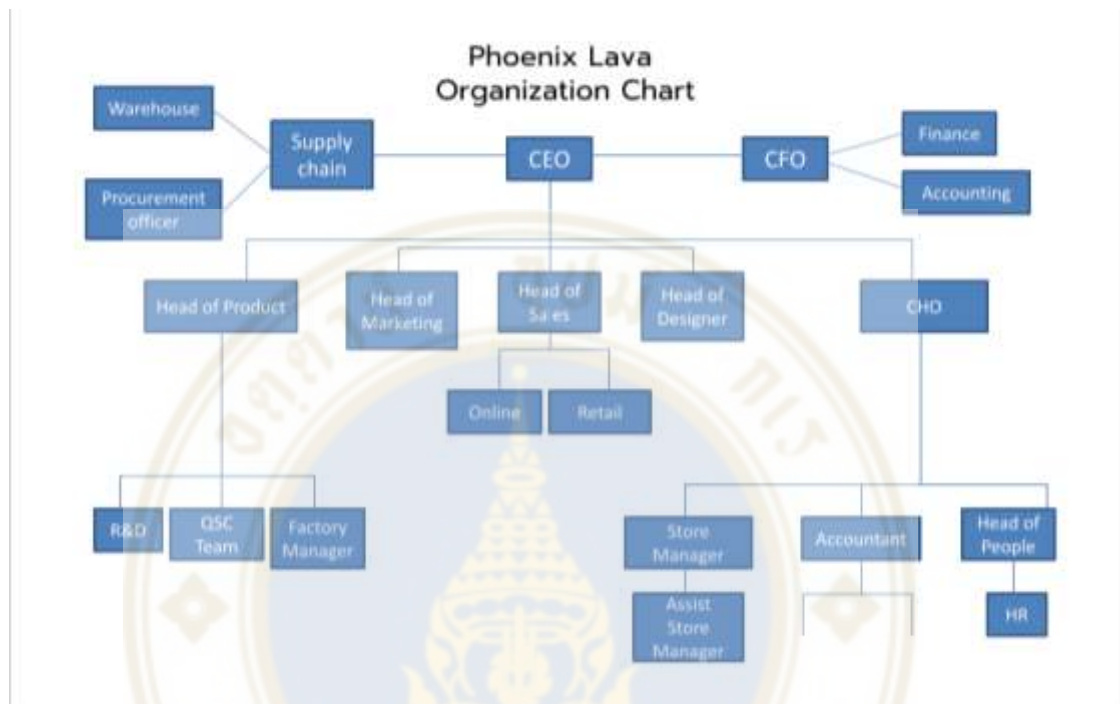 Phoenix Lava
Organization Chart
Warehouse
Supply
chain
CEO
CFO
Finance
Procurement
officer
Accounting
Head of Product
Head of
Marketing
Head of
Sa es
Head of
Designer
CHO
Online
Retail
R&D
QSC
Team
Factory
Manager
Store
Manager
Accountant
Head of
People
Assist
Store
Manager
HR